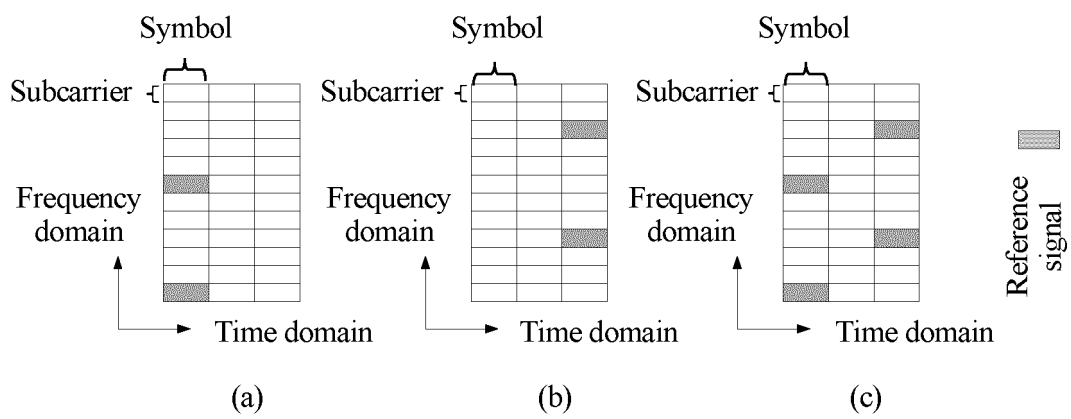 Symbol
Subcarrier
Frequency
domain
Time domain
(a)
Symbol
Subcarrier
Frequency
domain
Time domain
(b)
Symbol
Subcarrier
Frequency
domain
Time domain
(c)
Reference
signal